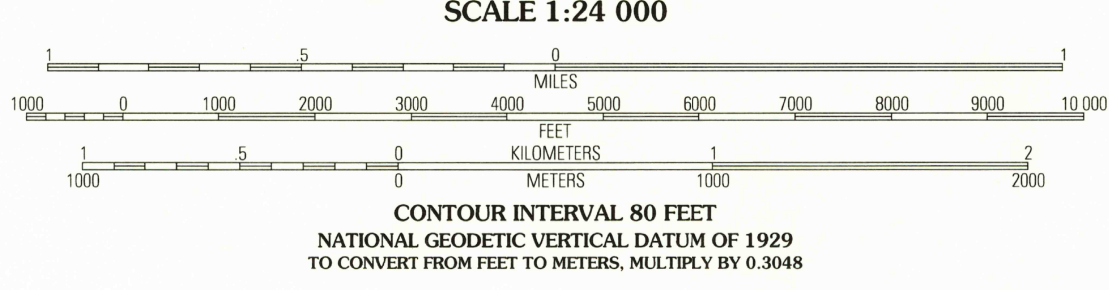 SCALE 1:24 000
1 .5 0 1
MILES
1000 0 1000 2000 3000 4000 5000 6000 7000 8000 9000 10 000
FEET
1 .5 0 KILOMETERS 1 2
1000 0 METERS 1000 2000
CONTOUR INTERVAL 80 FEET
NATIONAL GEODETIC VERTICAL DATUM OF 1929
TO CONVERT FROM FEET TO METERS, MULTIPLY BY 0.3048